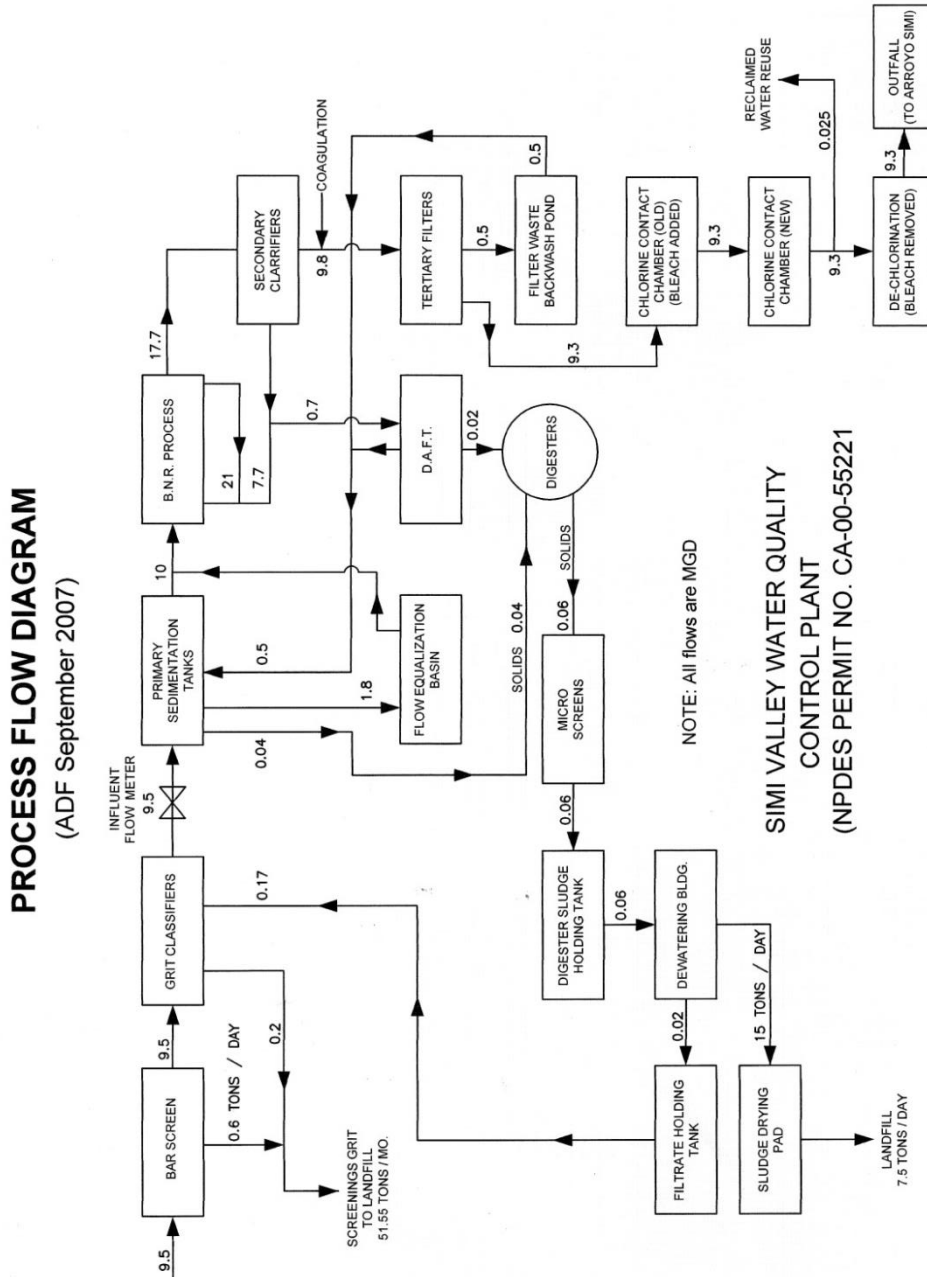 PROCESS FLOW DIAGRAM
(ADF September 2007)
9.5
BAR SCREEN
9.5
0.6 TONS / DAY
GRIT CLASSIFIERS
0.2
SCREENINGS GRIT
TO LANDFILL
51.55 TONS / MO.
0.17
INFLUENT
FLOW METER
9.5
PRIMARY
SEDIMENTATION
TANKS
0.04
1.8
0.5
FLOW EQUALIZATION
BASIN
10
B.N.R. PROCESS
21
7.7
17.7
SECONDARY
CLARRIFIERS
0.7
9.8
COAGULATION
D.A.F.T.
0.02
TERTIARY FILTERS
0.5
FILTER WASTE
BACKWASH POND
0.5
9.3
DIGESTERS
SOLIDS
0.04
SOLIDS
0.06
MICRO
SCREENS
0.06
DIGESTER SLUDGE
HOLDING TANK
0.06
DEWATERING BLDG.
0.02
15 TONS / DAY
FILTRATE HOLDING
TANK
SLUDGE DRYING
PAD
LANDFILL
7.5 TONS / DAY
CHLORINE CONTACT
CHAMBER (OLD)
(BLEACH ADDED)
9.3
CHLORINE CONTACT
CHAMBER (NEW)
RECLAIMED
WATER REUSE
0.025
9.3
DE-CHLORINATION
(BLEACH REMOVED)
9.3
OUTFALL
(TO ARROYO SIMI)
NOTE: All flows are MGD
SIMI VALLEY WATER QUALITY
CONTROL PLANT
(NPDES PERMIT NO. CA-00-55221